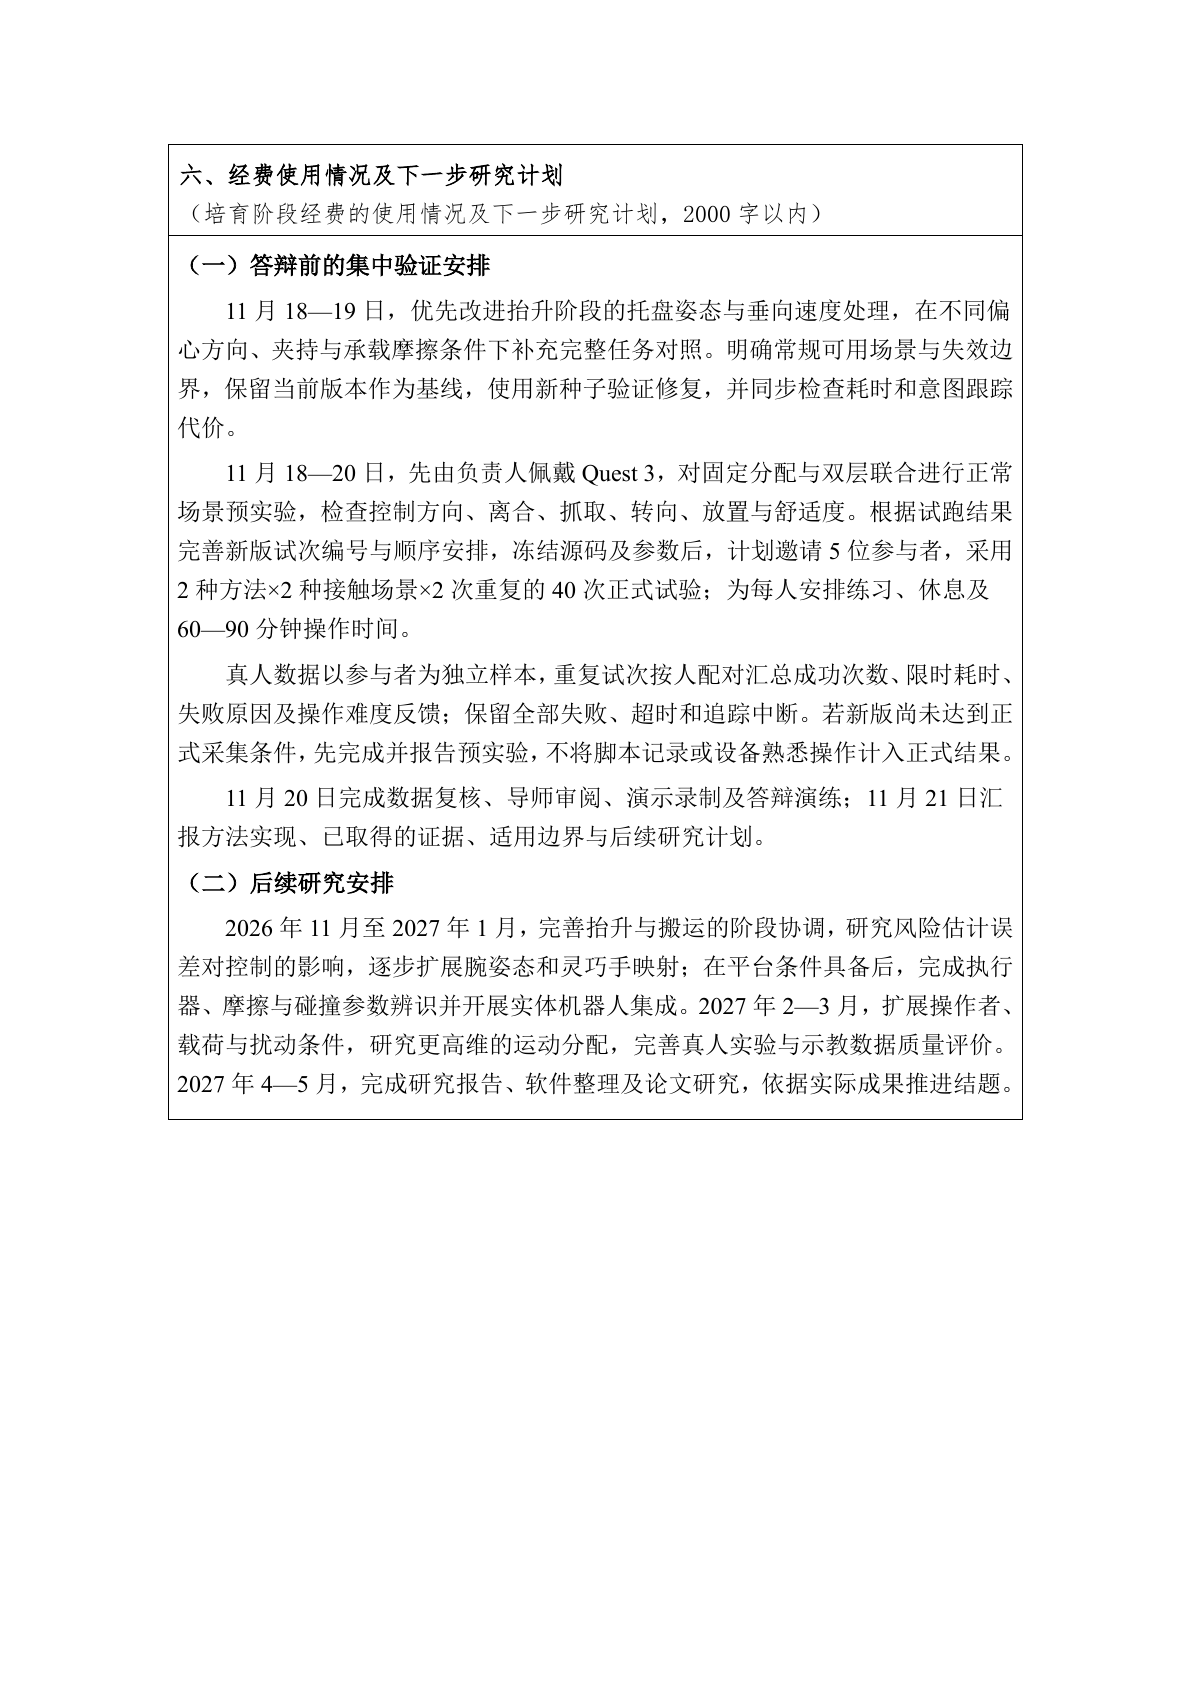 六、经费使用情况及下一步研究计划
（培育阶段经费的使用情况及下一步研究计划，2000 字以内）
（一）答辩前的集中验证安排
11 月 18—19 日，优先改进抬升阶段的托盘姿态与垂向速度处理，在不同偏
心方向、夹持与承载摩擦条件下补充完整任务对照。明确常规可用场景与失效边
界，保留当前版本作为基线，使用新种子验证修复，并同步检查耗时和意图跟踪
代价。
11 月 18—20 日，先由负责人佩戴 Quest 3，对固定分配与双层联合进行正常
场景预实验，检查控制方向、离合、抓取、转向、放置与舒适度。根据试跑结果
完善新版试次编号与顺序安排，冻结源码及参数后，计划邀请 5 位参与者，采用
2 种方法×2 种接触场景×2 次重复的 40 次正式试验；为每人安排练习、休息及
60—90 分钟操作时间。
真人数据以参与者为独立样本，重复试次按人配对汇总成功次数、限时耗时、
失败原因及操作难度反馈；保留全部失败、超时和追踪中断。若新版尚未达到正
式采集条件，先完成并报告预实验，不将脚本记录或设备熟悉操作计入正式结果。
11 月 20 日完成数据复核、导师审阅、演示录制及答辩演练；11 月 21 日汇
报方法实现、已取得的证据、适用边界与后续研究计划。
（二）后续研究安排
2026 年 11 月至 2027 年 1 月，完善抬升与搬运的阶段协调，研究风险估计误
差对控制的影响，逐步扩展腕姿态和灵巧手映射；在平台条件具备后，完成执行
器、摩擦与碰撞参数辨识并开展实体机器人集成。2027 年 2—3 月，扩展操作者、
载荷与扰动条件，研究更高维的运动分配，完善真人实验与示教数据质量评价。
2027 年 4—5 月，完成研究报告、软件整理及论文研究，依据实际成果推进结题。